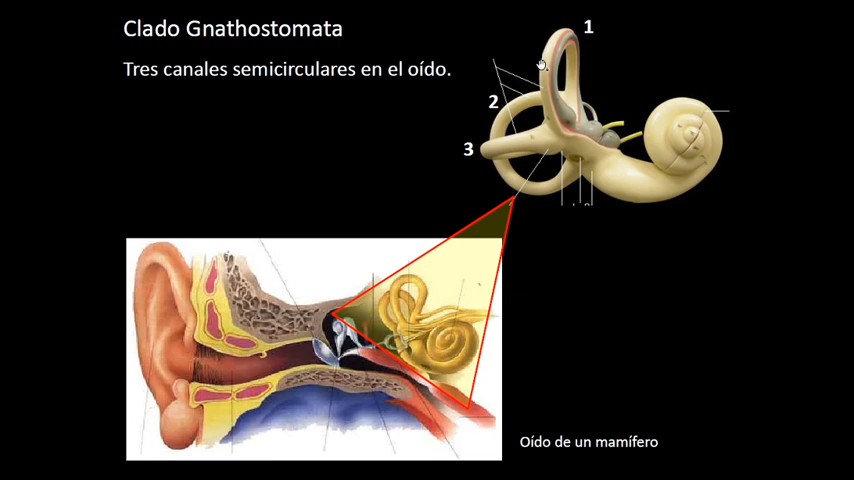 Clado Gnathostomata
1
Tres canales semicirculares en el oído.
2
3
Oído de un mamífero